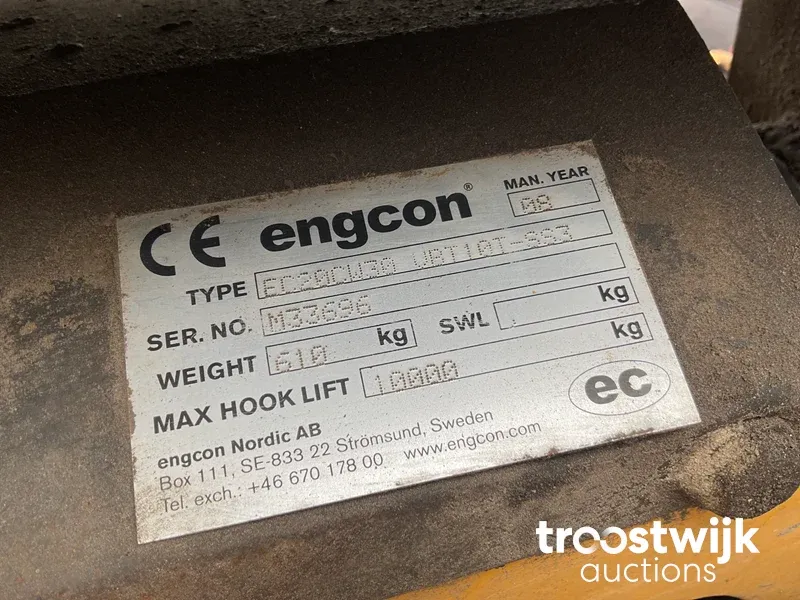 CE engcon® MAN. YEAR
08
TYPE EC20CW30 WRT10T-SS3
SER. NO. M33696
WEIGHT 610 kg SWL kg
MAX HOOK LIFT 10000 kg
engcon Nordic AB
Box 111, SE-833 22 Strömsund, Sweden
Tel. exch.: +46 670 178 00 www.engcon.com
ec
troostwijk
auctions